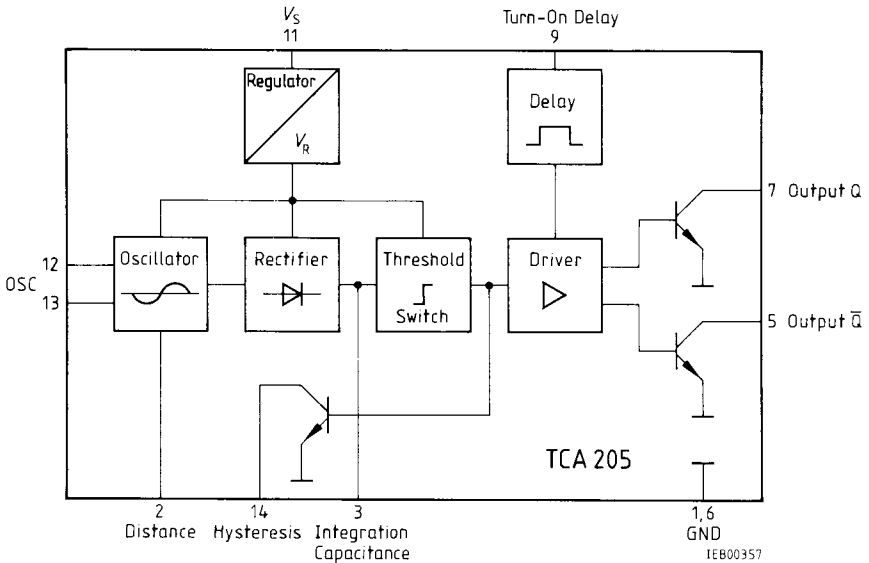 V_S
11
Turn-On Delay
9
Regulator
V_R
Delay
7 Output Q
12
OSC
13
Oscillator
Rectifier
Threshold
Switch
Driver
5 Output Q̅
TCA 205
2
Distance
14
Hysteresis
3
Integration
Capacitance
1,6
GND
IEB00357